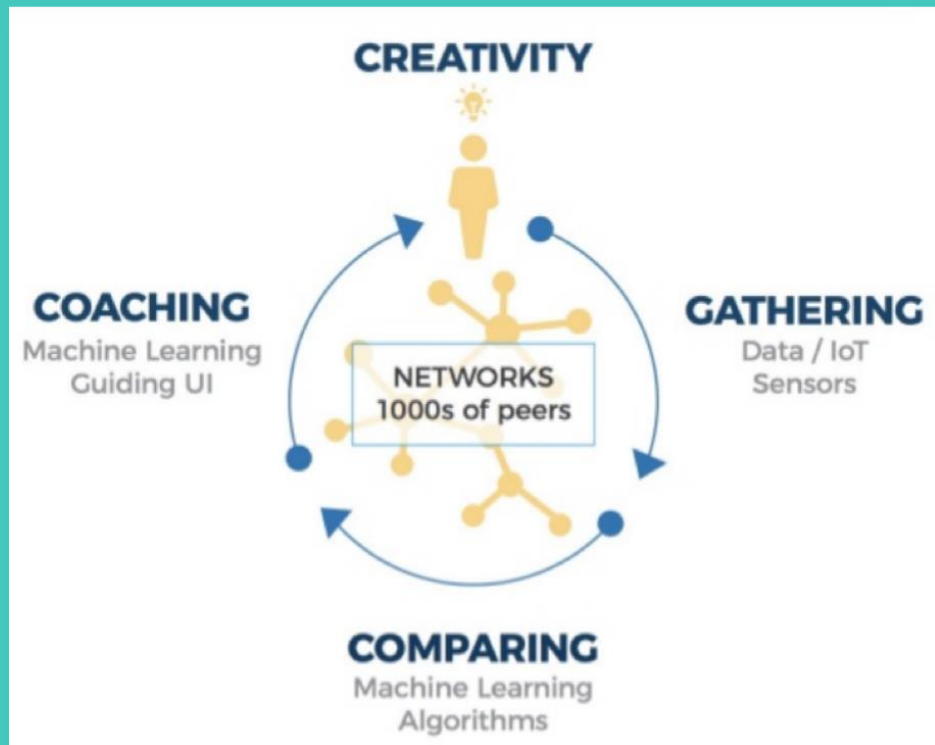 CREATIVITY
COACHING
Machine Learning
Guiding UI
GATHERING
Data / IoT
Sensors
NETWORKS
1000s of peers
COMPARING
Machine Learning
Algorithms